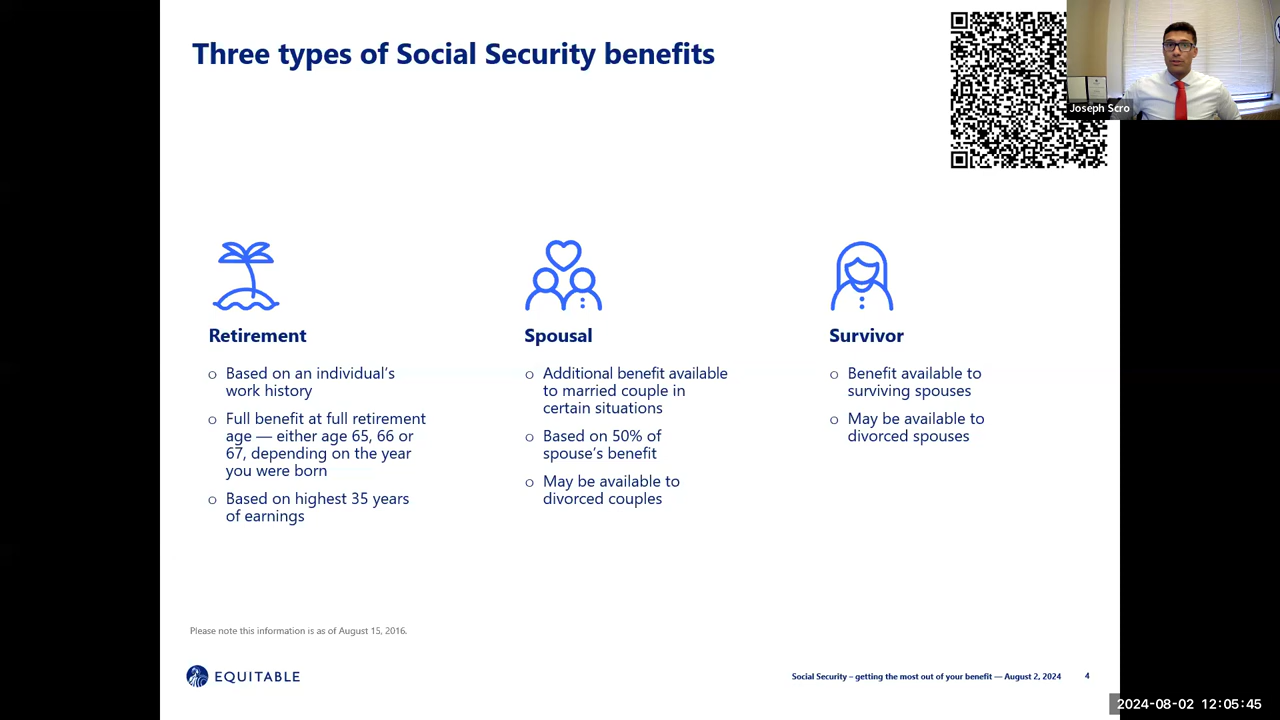 Three types of Social Security benefits
Joseph Scro
Retirement
o Based on an individual’s
work history
o Full benefit at full retirement
age — either age 65, 66 or
67, depending on the year
you were born
o Based on highest 35 years
of earnings
Spousal
o Additional benefit available
to married couple in
certain situations
o Based on 50% of
spouse’s benefit
o May be available to
divorced couples
Survivor
o Benefit available to
surviving spouses
o May be available to
divorced spouses
Please note this information is as of August 15, 2016.
EQUITABLE
Social Security – getting the most out of your benefit — August 2, 2024 4
2024-08-02 12:05:45